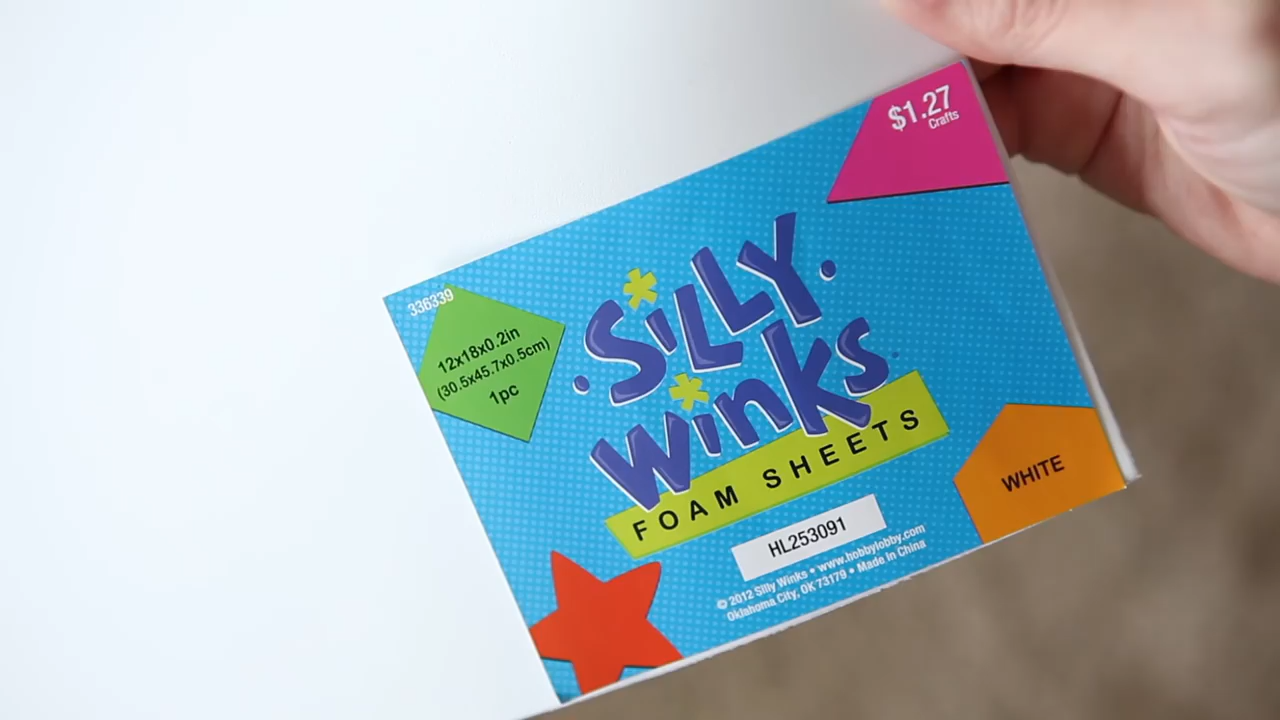 $1.27
Crafts
336339
12x18x0.2in
(30.5x45.7x0.5cm)
1pc
SiLLY
winks
FOAM SHEETS
WHITE
HL253091
© 2012 Silly Winks • www.hobbylobby.com
Oklahoma City, OK 73179 • Made in China